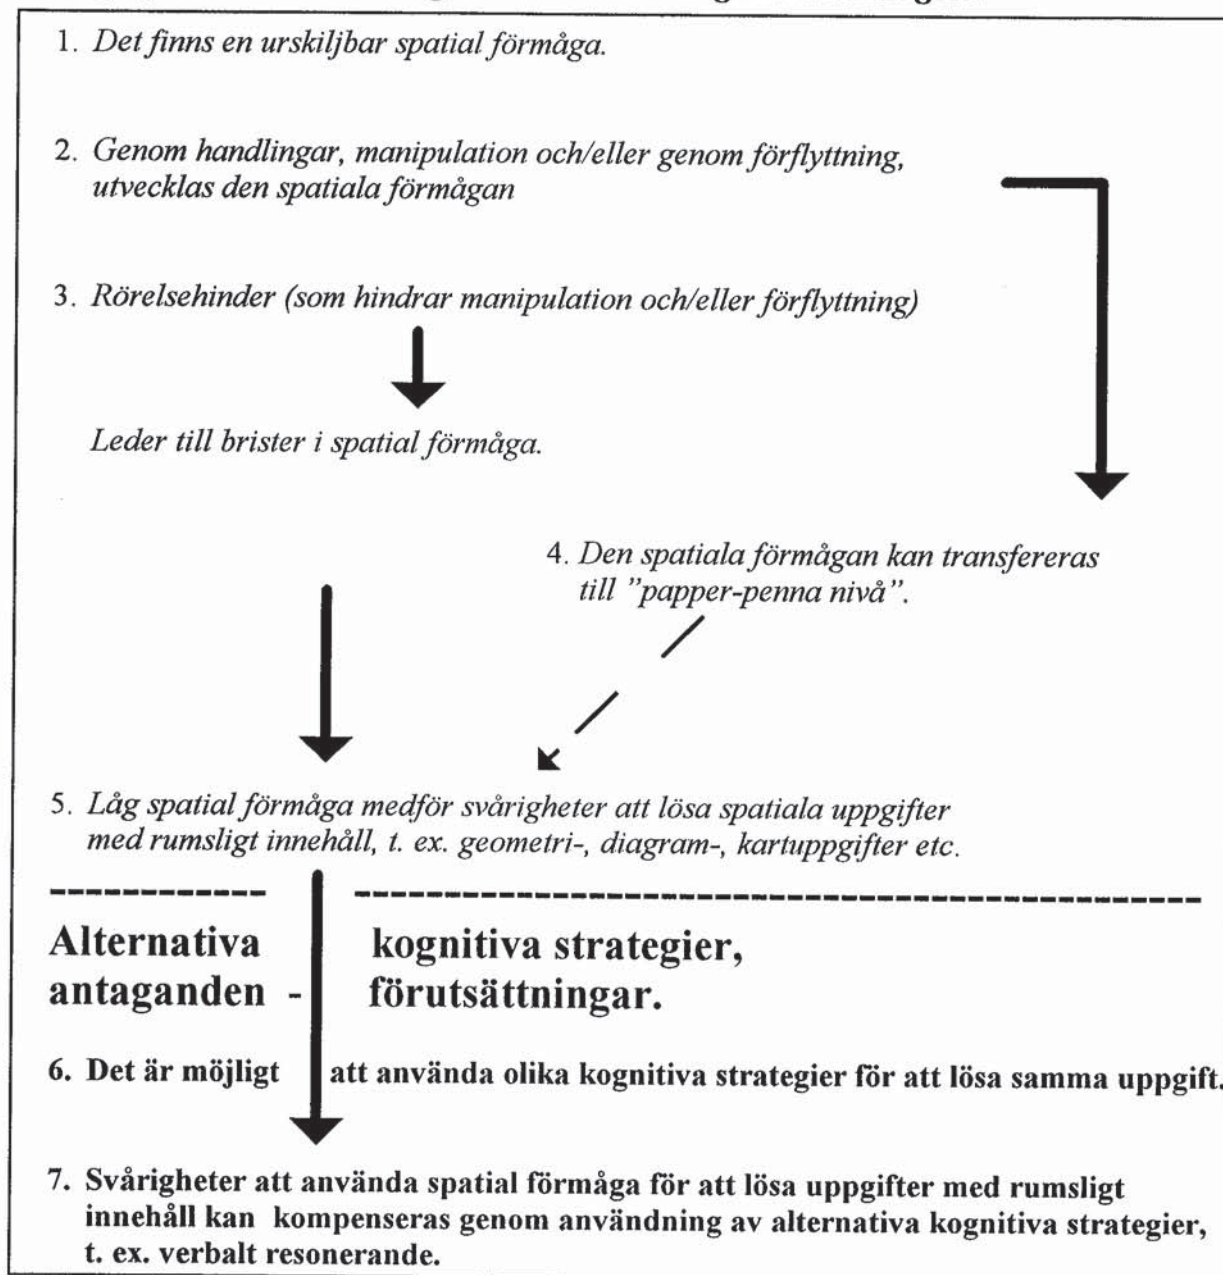 1. Det finns en urskiljbar spatial förmåga.
2. Genom handlingar, manipulation och/eller genom förflyttning,
utvecklas den spatiala förmågan
3. Rörelsehinder (som hindrar manipulation och/eller förflyttning)
Leder till brister i spatial förmåga.
4. Den spatiala förmågan kan transfereras
till ”papper-penna nivå”.
5. Låg spatial förmåga medför svårigheter att lösa spatiala uppgifter
med rumsligt innehåll, t. ex. geometri-, diagram-, kartuppgifter etc.
Alternativa kognitiva strategier,
antaganden - förutsättningar.
6. Det är möjligt att använda olika kognitiva strategier för att lösa samma uppgift.
7. Svårigheter att använda spatial förmåga för att lösa uppgifter med rumsligt
innehåll kan kompenseras genom användning av alternativa kognitiva strategier,
t. ex. verbalt resonerande.